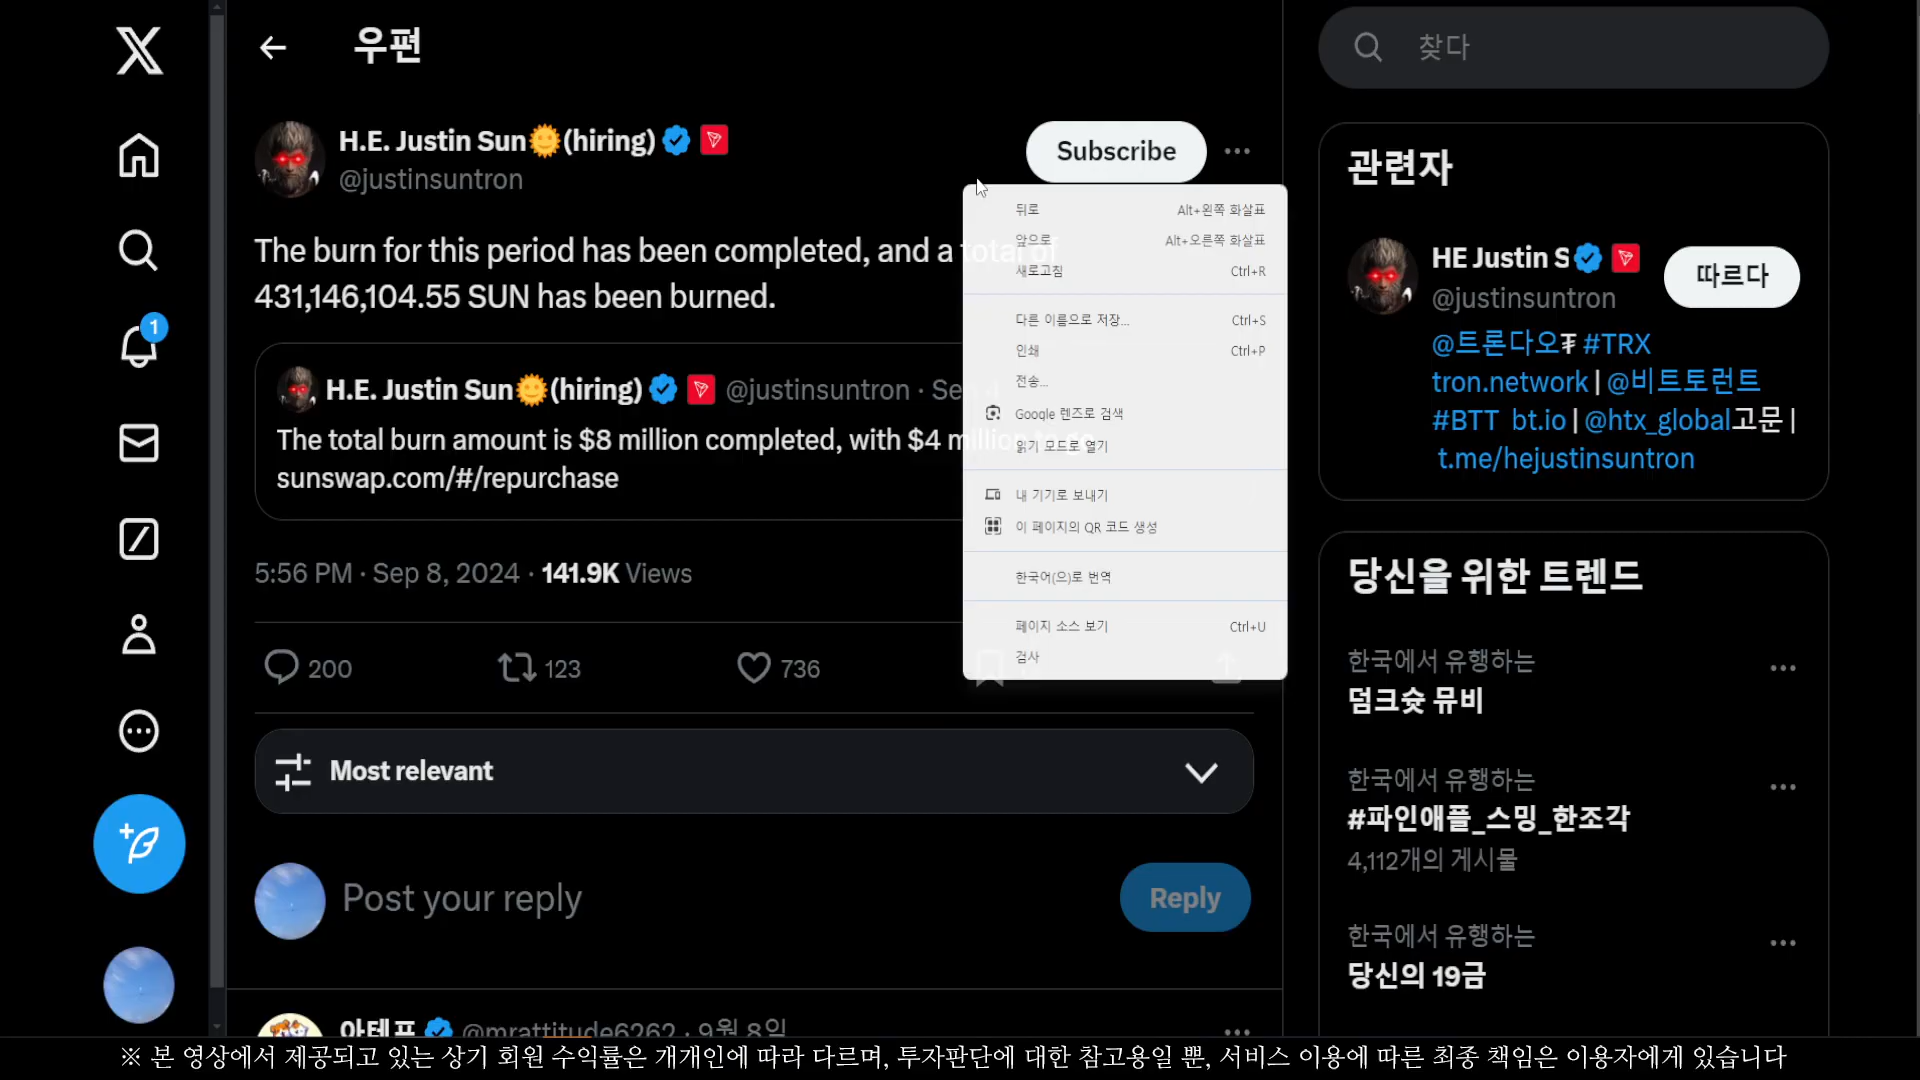 우편
찾다
H.E. Justin Sun🌞(hiring)
@justinsuntron
Subscribe
The burn for this period has been completed, and a total of
431,146,104.55 SUN has been burned.
H.E. Justin Sun🌞(hiring) @justinsuntron · Sep 4
The total burn amount is $8 million completed, with $4 million
sunswap.com/#/repurchase
5:56 PM · Sep 8, 2024 · 141.9K Views
200
123
736
Most relevant
Post your reply
Reply
아테프 @mrattitude6262 · 9월 8일
뒤로 Alt+왼쪽 화살표
앞으로 Alt+오른쪽 화살표
새로고침 Ctrl+R
다른 이름으로 저장... Ctrl+S
인쇄 Ctrl+P
전송...
Google 렌즈로 검색
읽기 모드로 열기
내 기기로 보내기
이 페이지의 QR 코드 생성
한국어(으)로 번역
페이지 소스 보기 Ctrl+U
검사
1
관련자
HE Justin S
@justinsuntron
따르다
@트론다오₮ #TRX
tron.network | @비트토런트
#BTT bt.io | @htx_global고문 |
t.me/hejustinsuntron
당신을 위한 트렌드
한국에서 유행하는
덤크슛 뮤비
한국에서 유행하는
#파인애플_스밍_한조각
4,112개의 게시물
한국에서 유행하는
당신의 19금
※ 본 영상에서 제공되고 있는 상기 회원 수익률은 개개인에 따라 다르며, 투자판단에 대한 참고용일 뿐, 서비스 이용에 따른 최종 책임은 이용자에게 있습니다